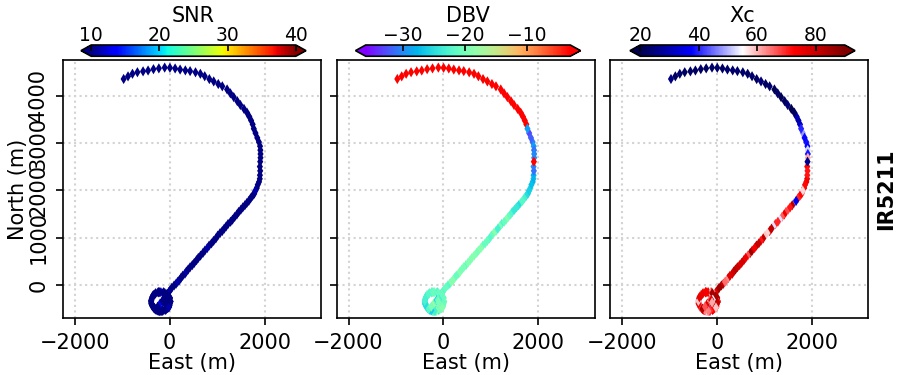 SNR DBV Xc
10 20 30 40 −30 −20 −10 20 40 60 80
North (m)
4000
3000
2000
1000
0
IR5211
−2000 0 2000 −2000 0 2000 −2000 0 2000
East (m) East (m) East (m)